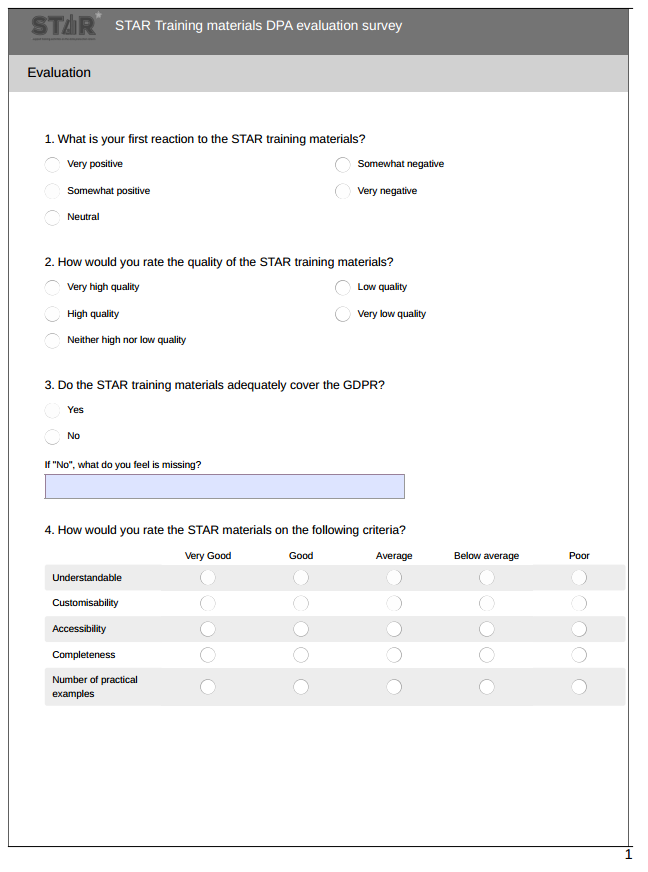 STAR STAR Training materials DPA evaluation survey
Evaluation
1. What is your first reaction to the STAR training materials?
Very positive Somewhat negative
Somewhat positive Very negative
Neutral
2. How would you rate the quality of the STAR training materials?
Very high quality Low quality
High quality Very low quality
Neither high nor low quality
3. Do the STAR training materials adequately cover the GDPR?
Yes
No
If "No", what do you feel is missing?
4. How would you rate the STAR materials on the following criteria?
Very Good Good Average Below average Poor
Understandable
Customisability
Accessibility
Completeness
Number of practical
examples
1